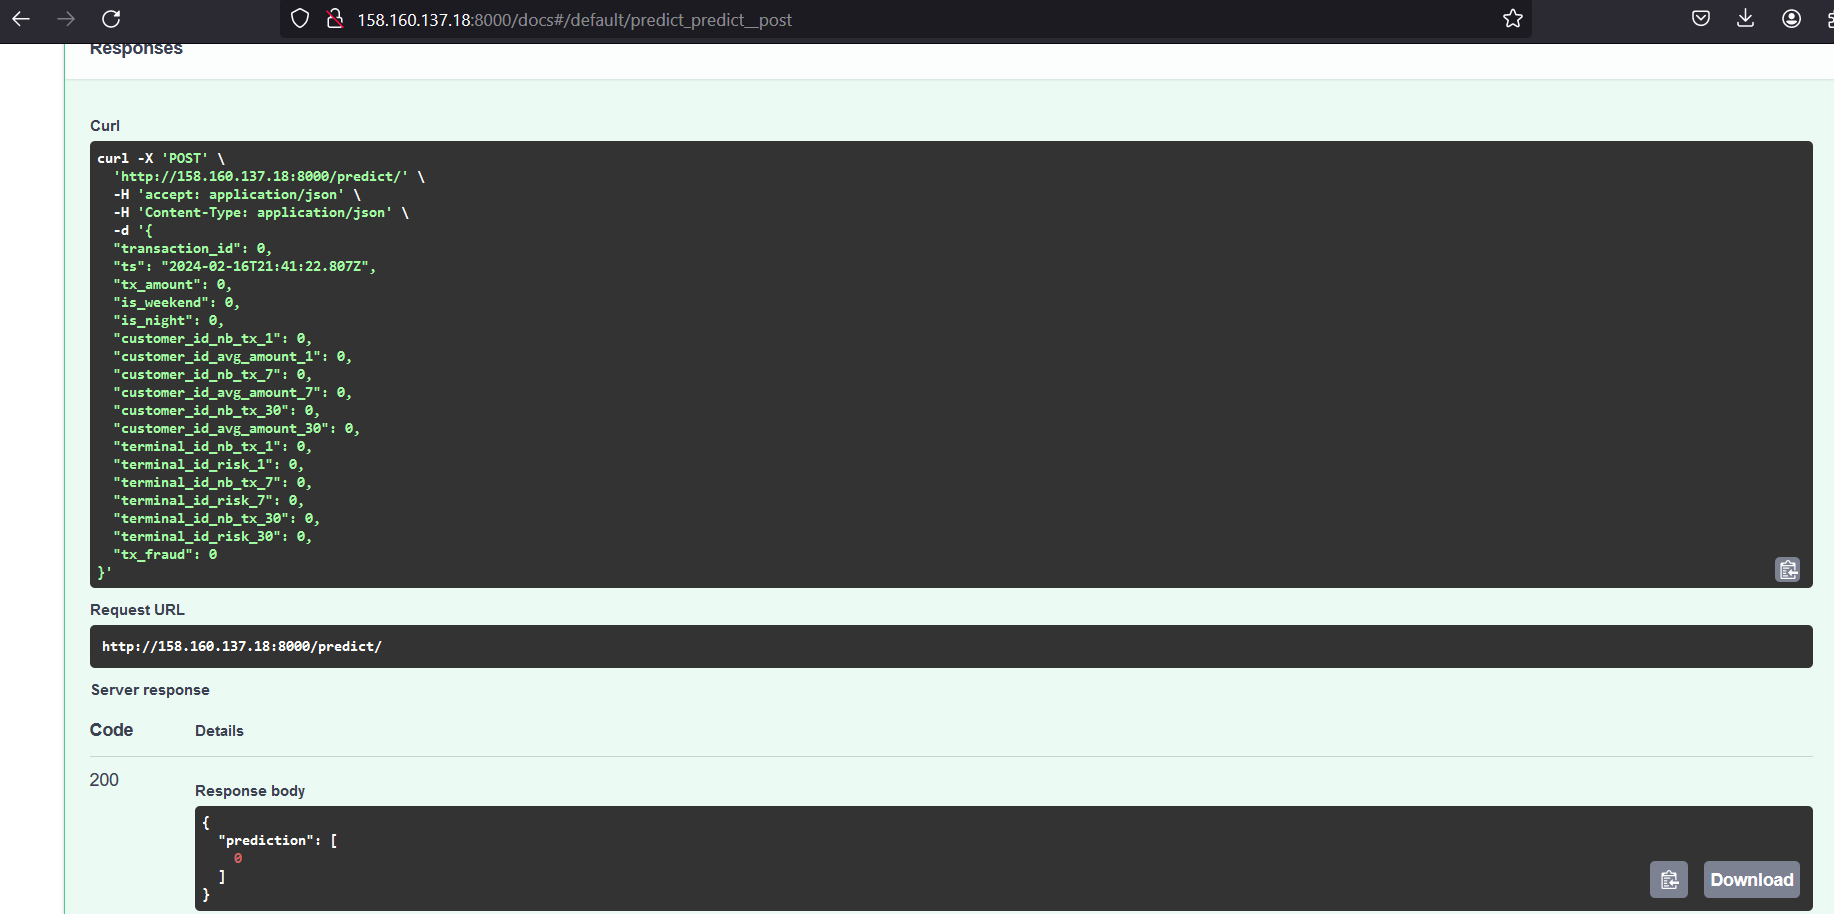 158.160.137.18:8000/docs#/default/predict_predict__post
Responses
Curl
curl -X 'POST' \
'http://158.160.137.18:8000/predict/' \
-H 'accept: application/json' \
-H 'Content-Type: application/json' \
-d '{
"transaction_id": 0,
"ts": "2024-02-16T21:41:22.807Z",
"tx_amount": 0,
"is_weekend": 0,
"is_night": 0,
"customer_id_nb_tx_1": 0,
"customer_id_avg_amount_1": 0,
"customer_id_nb_tx_7": 0,
"customer_id_avg_amount_7": 0,
"customer_id_nb_tx_30": 0,
"customer_id_avg_amount_30": 0,
"terminal_id_nb_tx_1": 0,
"terminal_id_risk_1": 0,
"terminal_id_nb_tx_7": 0,
"terminal_id_risk_7": 0,
"terminal_id_nb_tx_30": 0,
"terminal_id_risk_30": 0,
"tx_fraud": 0
}'
Request URL
http://158.160.137.18:8000/predict/
Server response
Code Details
200
Response body
{
"prediction": [
0
]
}
Download